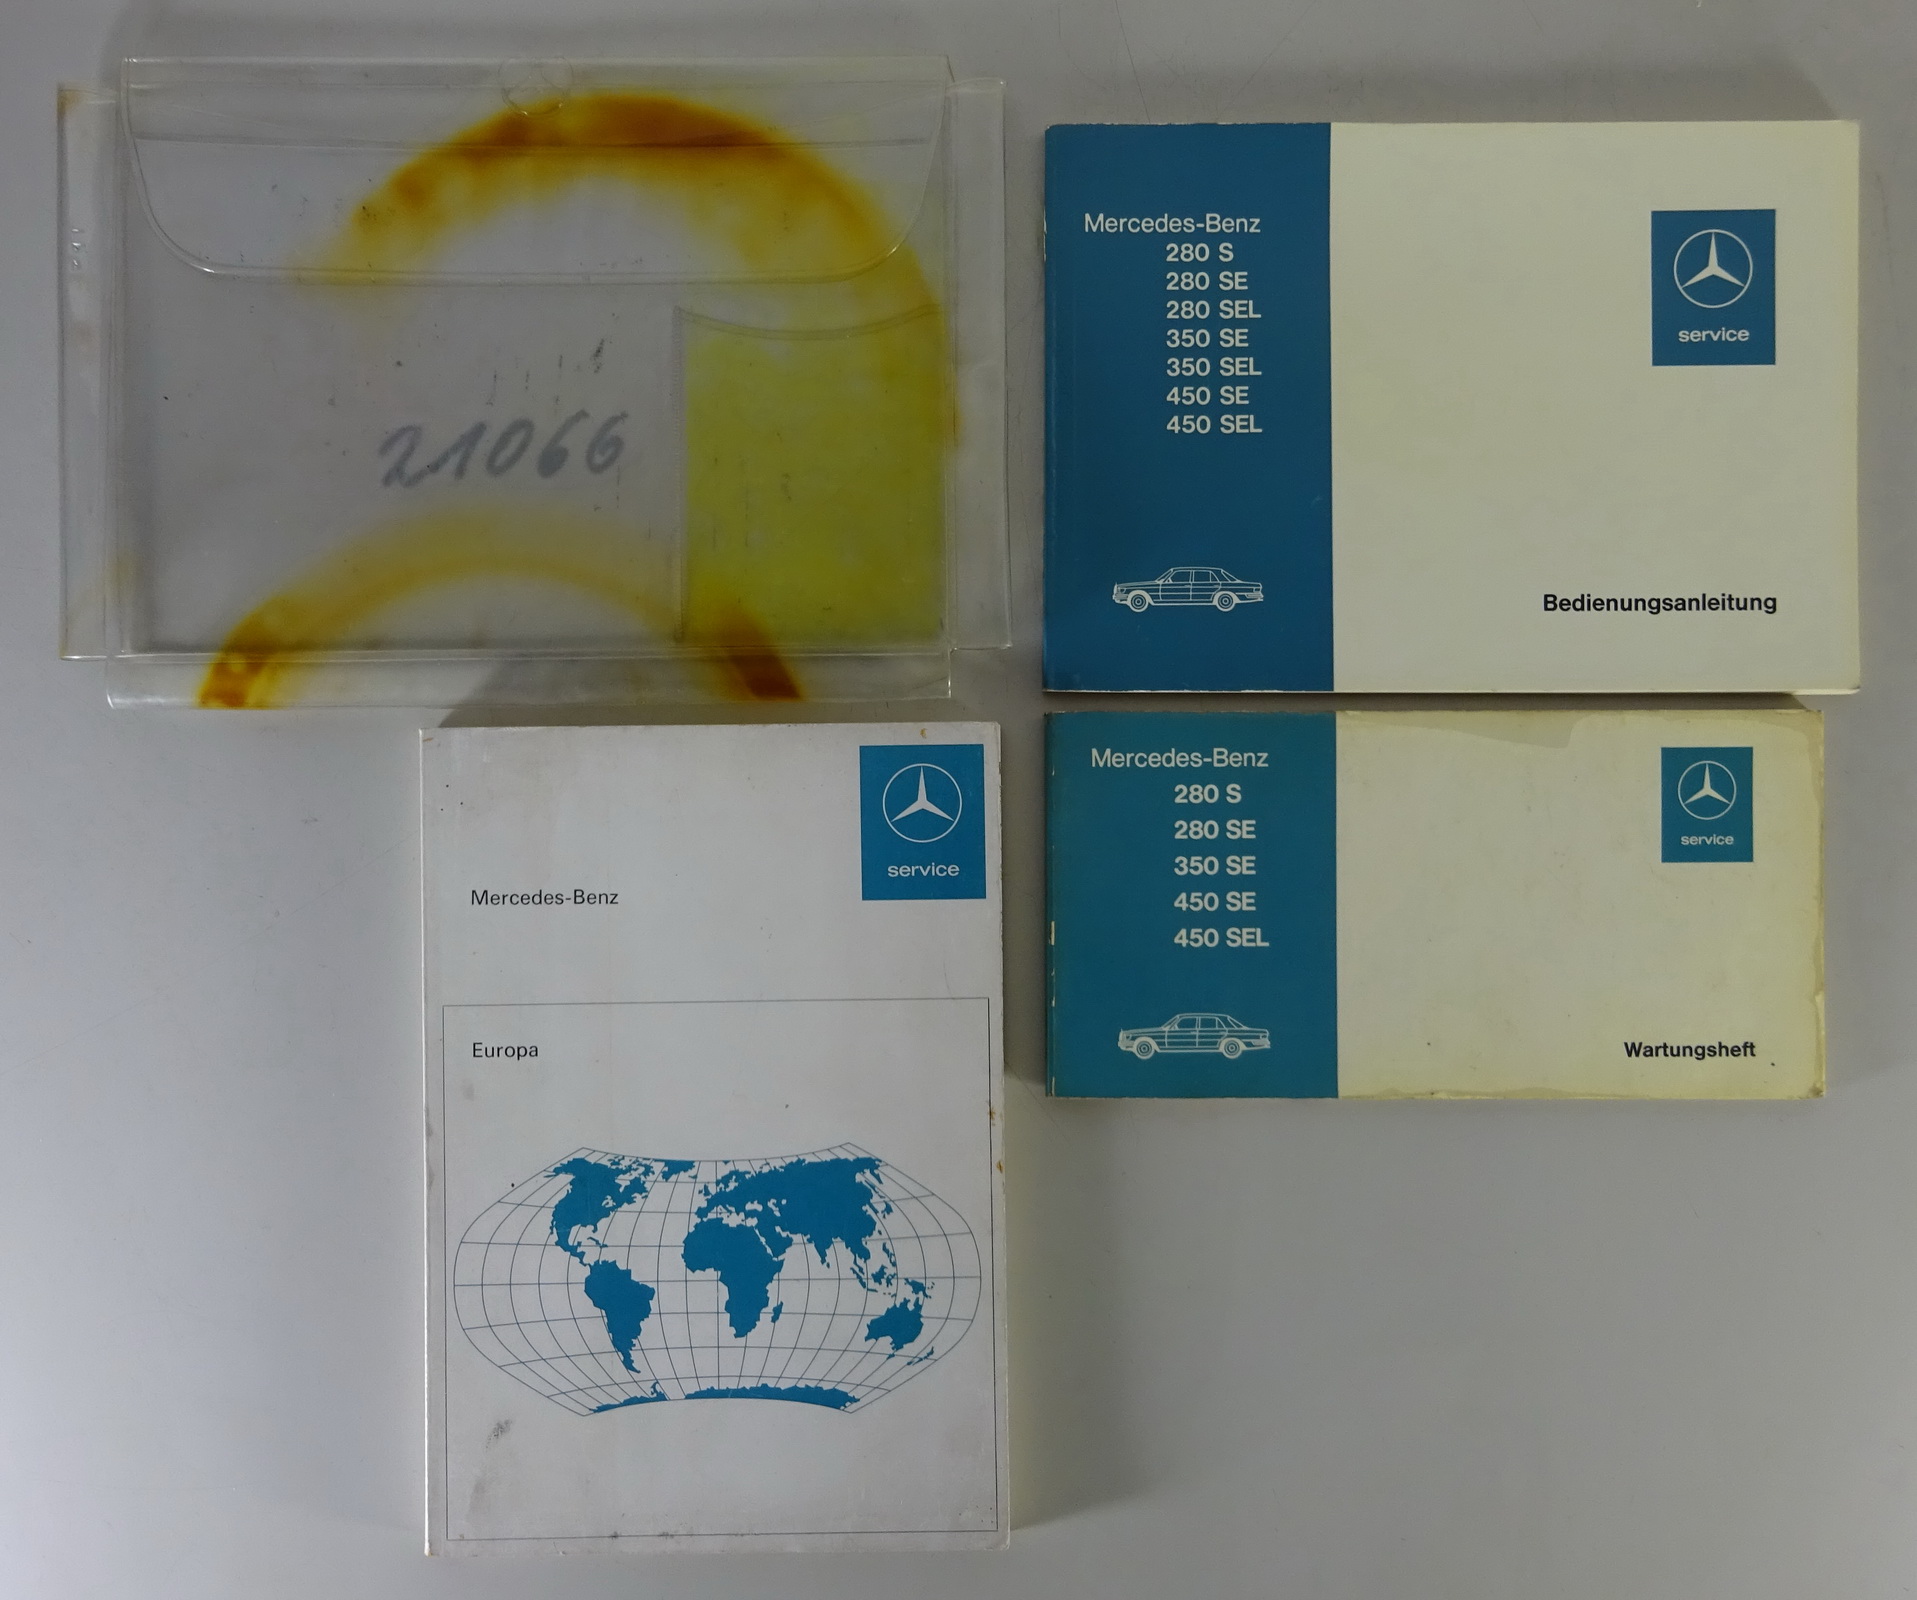 21066
Mercedes-Benz
280 S
280 SE
280 SEL
350 SE
350 SEL
450 SE
450 SEL
service
Bedienungsanleitung
service
Mercedes-Benz
Europa
Mercedes-Benz
280 S
280 SE
350 SE
450 SE
450 SEL
service
Wartungsheft